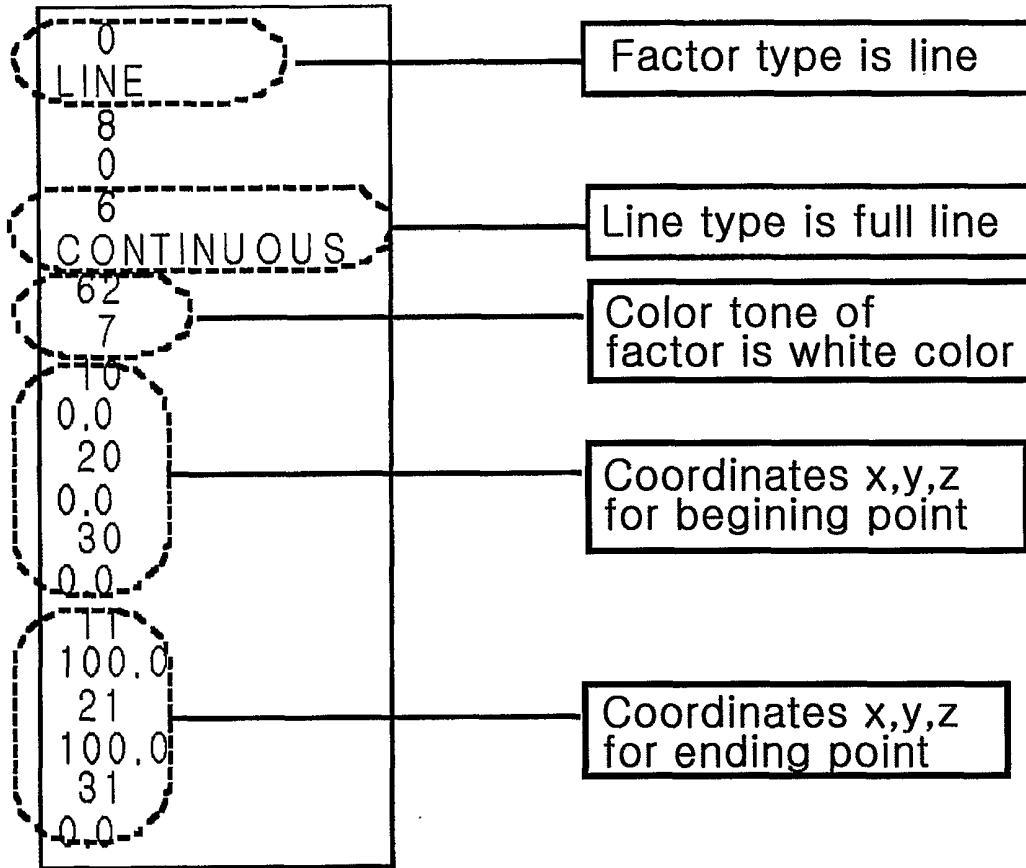 0
LINE
8
0
6
CONTINUOUS
62
7
10
0.0
20
0.0
30
0.0
11
100.0
21
100.0
31
0.0
Factor type is line
Line type is full line
Color tone of
factor is white color
Coordinates x,y,z
for begining point
Coordinates x,y,z
for ending point